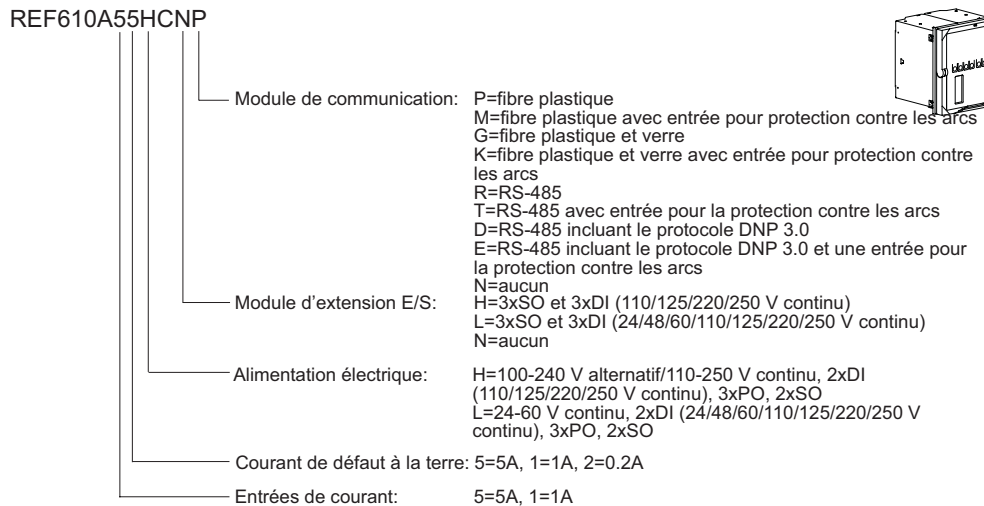 REF610A55HCNP
Module de communication: P=fibre plastique
M=fibre plastique avec entrée pour protection contre les arcs
G=fibre plastique et verre
K=fibre plastique et verre avec entrée pour protection contre
les arcs
R=RS-485
T=RS-485 avec entrée pour la protection contre les arcs
D=RS-485 incluant le protocole DNP 3.0
E=RS-485 incluant le protocole DNP 3.0 et une entrée pour
la protection contre les arcs
N=aucun
Module d'extension E/S: H=3xSO et 3xDI (110/125/220/250 V continu)
L=3xSO et 3xDI (24/48/60/110/125/220/250 V continu)
N=aucun
Alimentation électrique: H=100-240 V alternatif/110-250 V continu, 2xDI
(110/125/220/250 V continu), 3xPO, 2xSO
L=24-60 V continu, 2xDI (24/48/60/110/125/220/250 V
continu), 3xPO, 2xSO
Courant de défaut à la terre: 5=5A, 1=1A, 2=0.2A
Entrées de courant: 5=5A, 1=1A